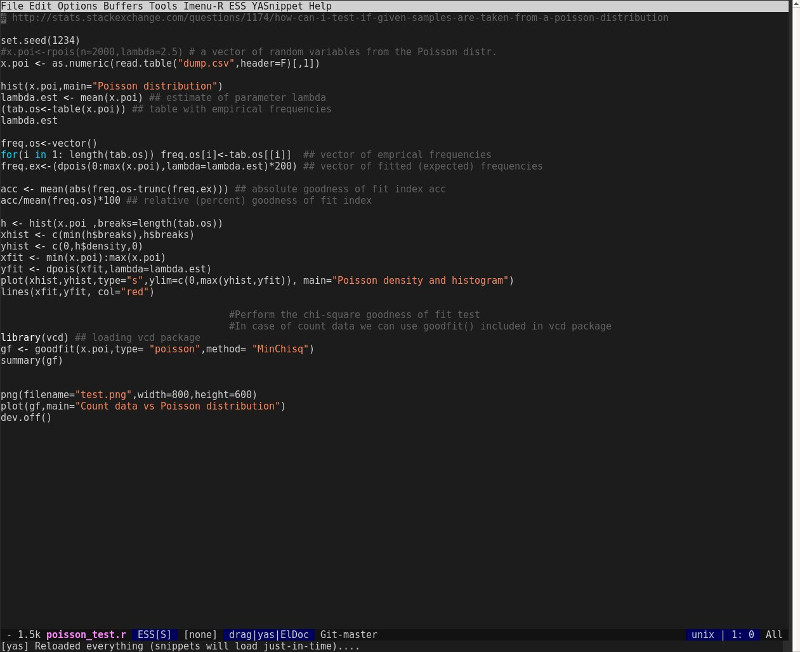 File Edit Options Buffers Tools Imenu-R ESS YASnippet Help
# http://stats.stackexchange.com/questions/1174/how-can-i-test-if-given-samples-are-taken-from-a-poisson-distribution
set.seed(1234)
#x.poi<-rpois(n=2000,lambda=2.5) # a vector of random variables from the Poisson distr.
x.poi <- as.numeric(read.table("dump.csv",header=F)[,1])
hist(x.poi,main="Poisson distribution")
lambda.est <- mean(x.poi) ## estimate of parameter lambda
(tab.os<-table(x.poi)) ## table with empirical frequencies
lambda.est
freq.os<-vector()
for(i in 1: length(tab.os)) freq.os[i]<-tab.os[[i]]  ## vector of emprical frequencies
freq.ex<-(dpois(0:max(x.poi),lambda=lambda.est)*200) ## vector of fitted (expected) frequencies
acc <- mean(abs(freq.os-trunc(freq.ex))) ## absolute goodness of fit index acc
acc/mean(freq.os)*100 ## relative (percent) goodness of fit index
h <- hist(x.poi ,breaks=length(tab.os))
xhist <- c(min(h$breaks),h$breaks)
yhist <- c(0,h$density,0)
xfit <- min(x.poi):max(x.poi)
yfit <- dpois(xfit,lambda=lambda.est)
plot(xhist,yhist,type="s",ylim=c(0,max(yhist,yfit)), main="Poisson density and histogram")
lines(xfit,yfit, col="red")
#Perform the chi-square goodness of fit test
#In case of count data we can use goodfit() included in vcd package
library(vcd) ## loading vcd package
gf <- goodfit(x.poi,type= "poisson",method= "MinChisq")
summary(gf)
png(filename="test.png",width=800,height=600)
plot(gf,main="Count data vs Poisson distribution")
dev.off()
- 1.5k poisson_test.r ESS[S] [none] drag|yas|ElDoc Git-master unix | 1: 0 All
[yas] Reloaded everything (snippets will load just-in-time)....